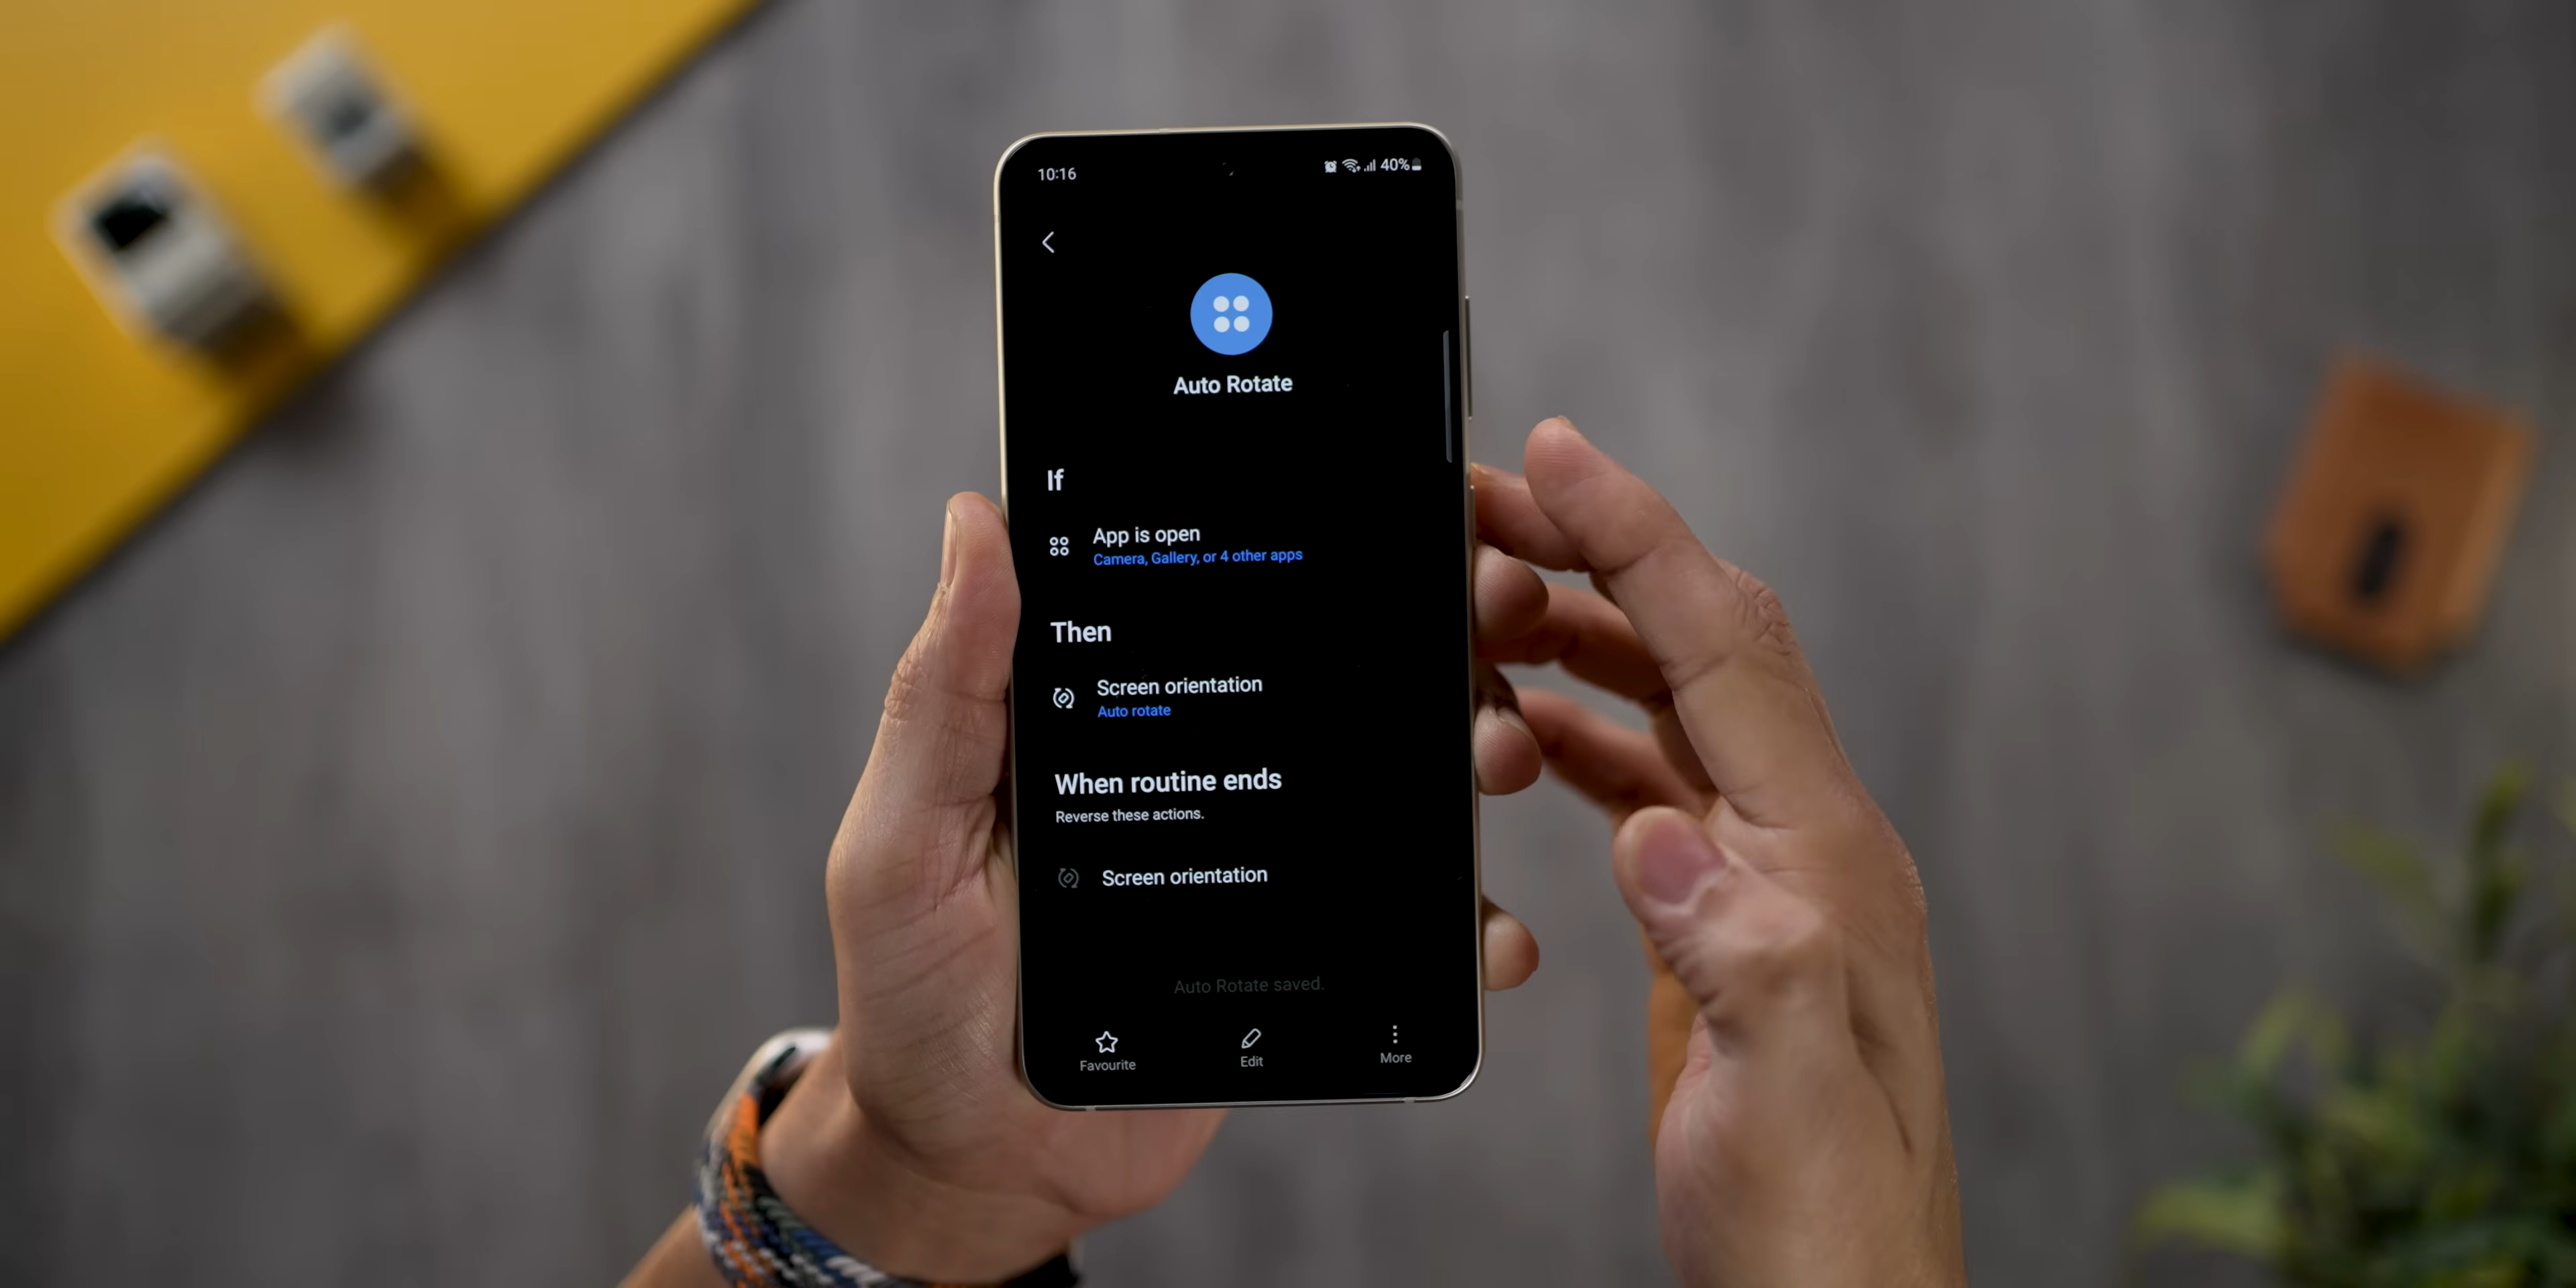 10:16
40%
Auto Rotate
If
App is open
Camera, Gallery, or 4 other apps
Then
Screen orientation
Auto rotate
When routine ends
Reverse these actions.
Screen orientation
Auto Rotate saved.
Favourite
Edit
More